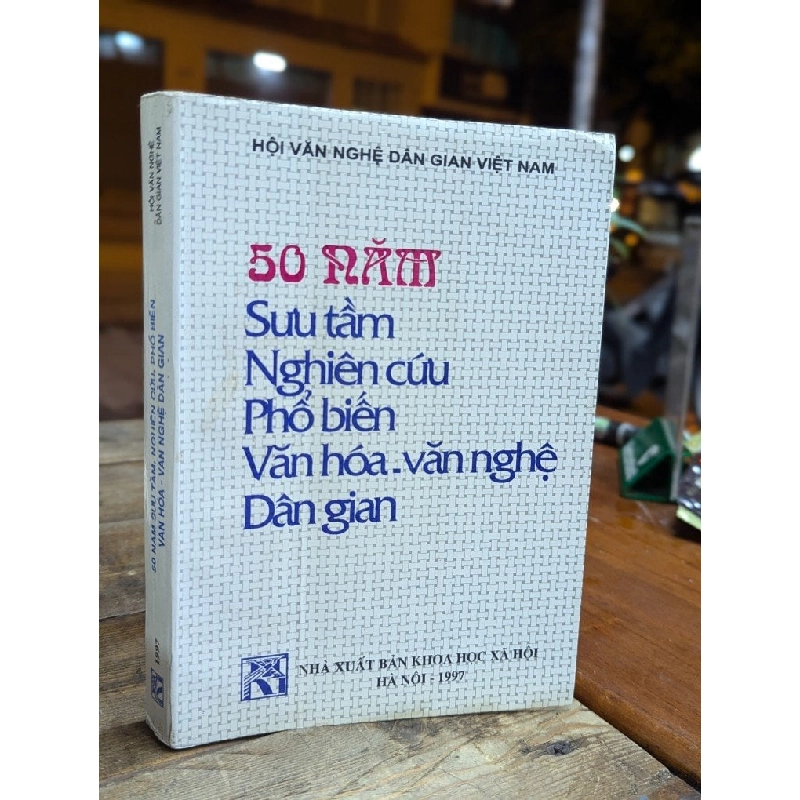 HỘI VĂN NGHỆ DÂN GIAN VIỆT NAM
50 NĂM
Sưu tầm
Nghiên cứu
Phổ biến
Văn hóa - văn nghệ
Dân gian
NHÀ XUẤT BẢN KHOA HỌC XÃ HỘI
HÀ NỘI - 1997
HỘI VĂN NGHỆ
DÂN GIAN VIỆT NAM
50 NĂM SƯU TẦM, NGHIÊN CỨU, PHỔ BIẾN
VĂN HÓA - VĂN NGHỆ DÂN GIAN
1997